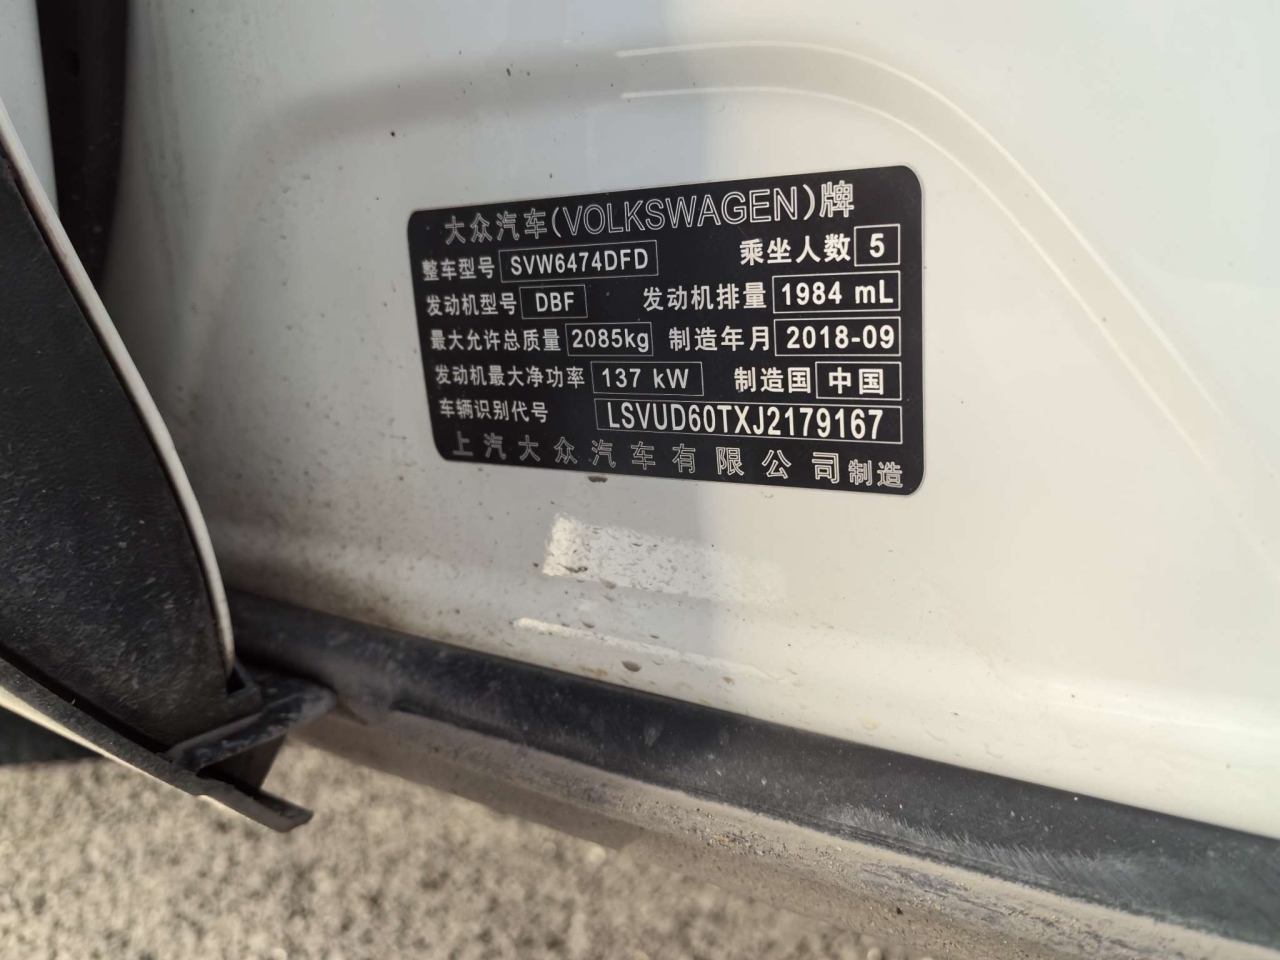 大众汽车(VOLKSWAGEN)牌
整车型号 SVW6474DFD 乘坐人数 5
发动机型号 DBF 发动机排量 1984 mL
最大允许总质量 2085kg 制造年月 2018-09
发动机最大净功率 137 kW 制造国 中国
车辆识别代号 LSVUD60TXJ2179167
上汽大众汽车有限公司制造